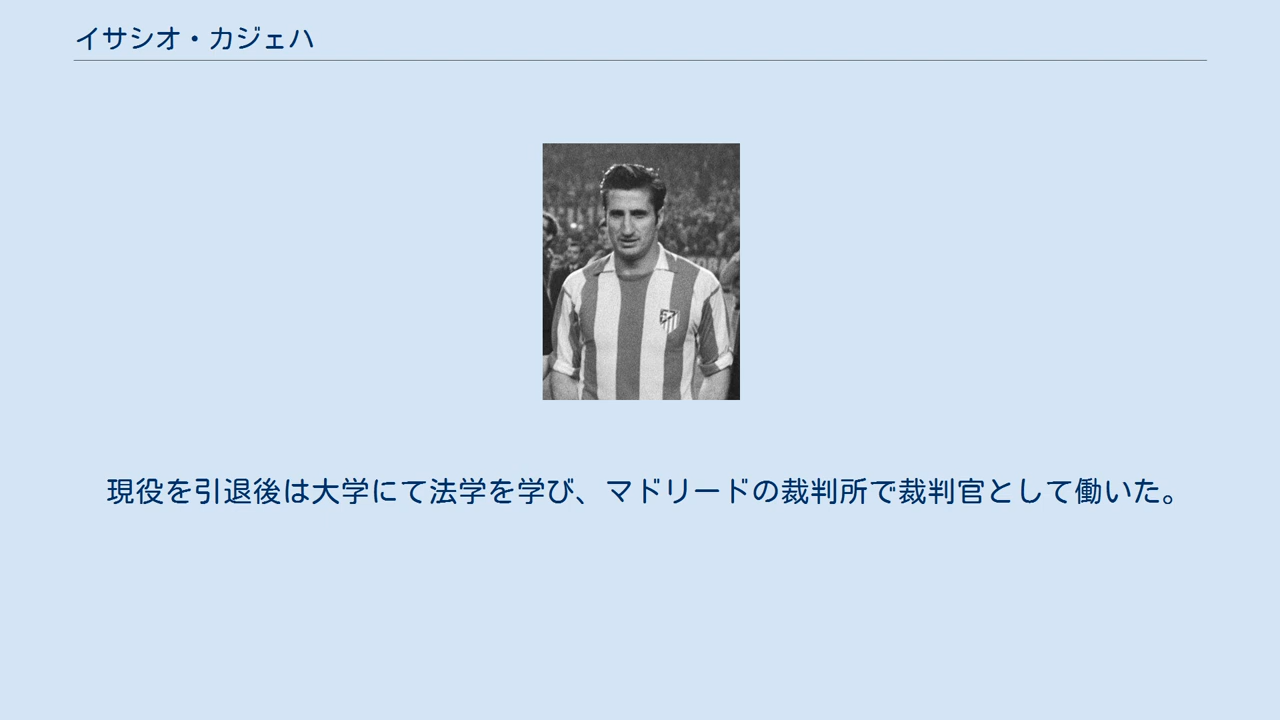 イサシオ・カジェハ
現役を引退後は大学にて法学を学び、マドリードの裁判所で裁判官として働いた。